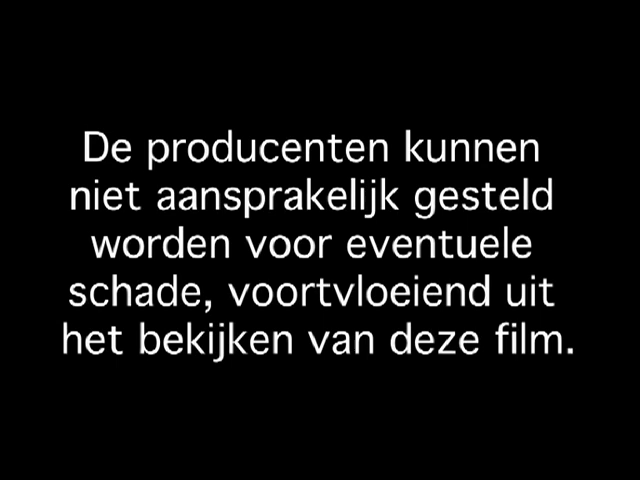 De producenten kunnen
niet aansprakelijk gesteld
worden voor eventuele
schade, voortvloeiend uit
het bekijken van deze film.